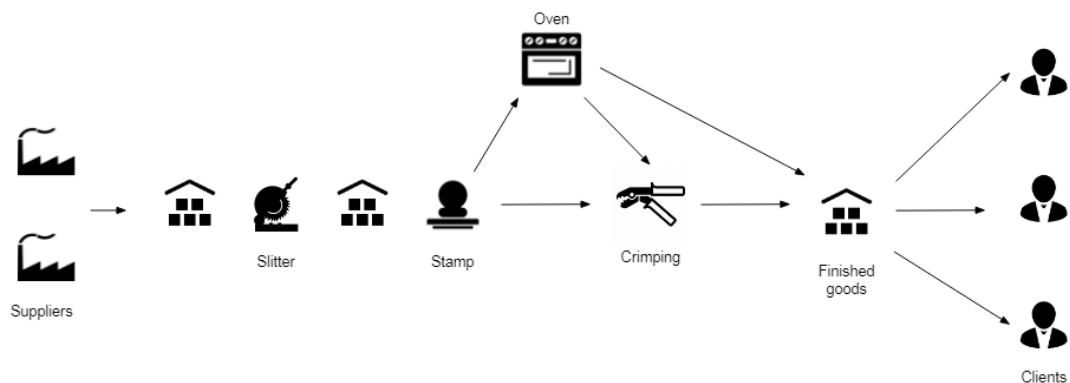 Oven
Slitter
Stamp
Crimping
Finished
goods
Suppliers
Clients